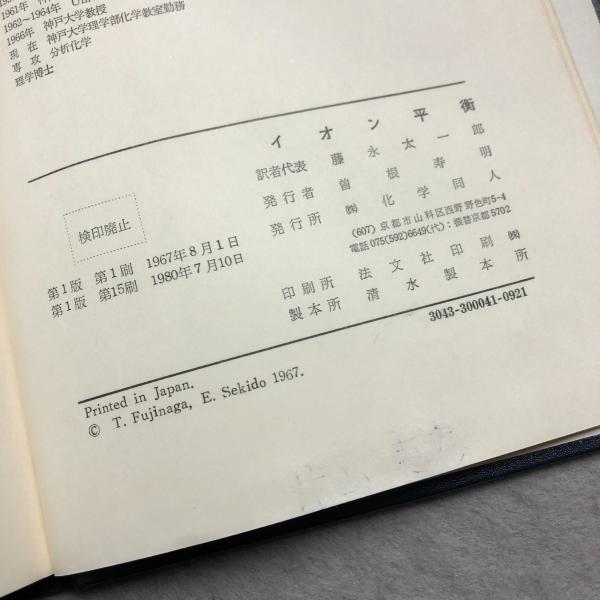 1961年
1962~1964年
1966年 神戸大学教授
現在 神戸大学理学部化学教室勤務
専攻 分析化学
理学博士
イオン平衡
訳者代表 藤永太一郎
発行者 曽根寿明
発行所 ㈱化学同人
(607) 京都市山科区西野野色町5-4
電話075(592)6649(代):振替京都5702
印刷所 法文社印刷㈱
製本所 清水製本所
検印廃止
第1版 第1刷 1967年8月1日
第1版 第15刷 1980年7月10日
3043-300041-0921
Printed in Japan.
© T. Fujinaga, E. Sekido 1967.